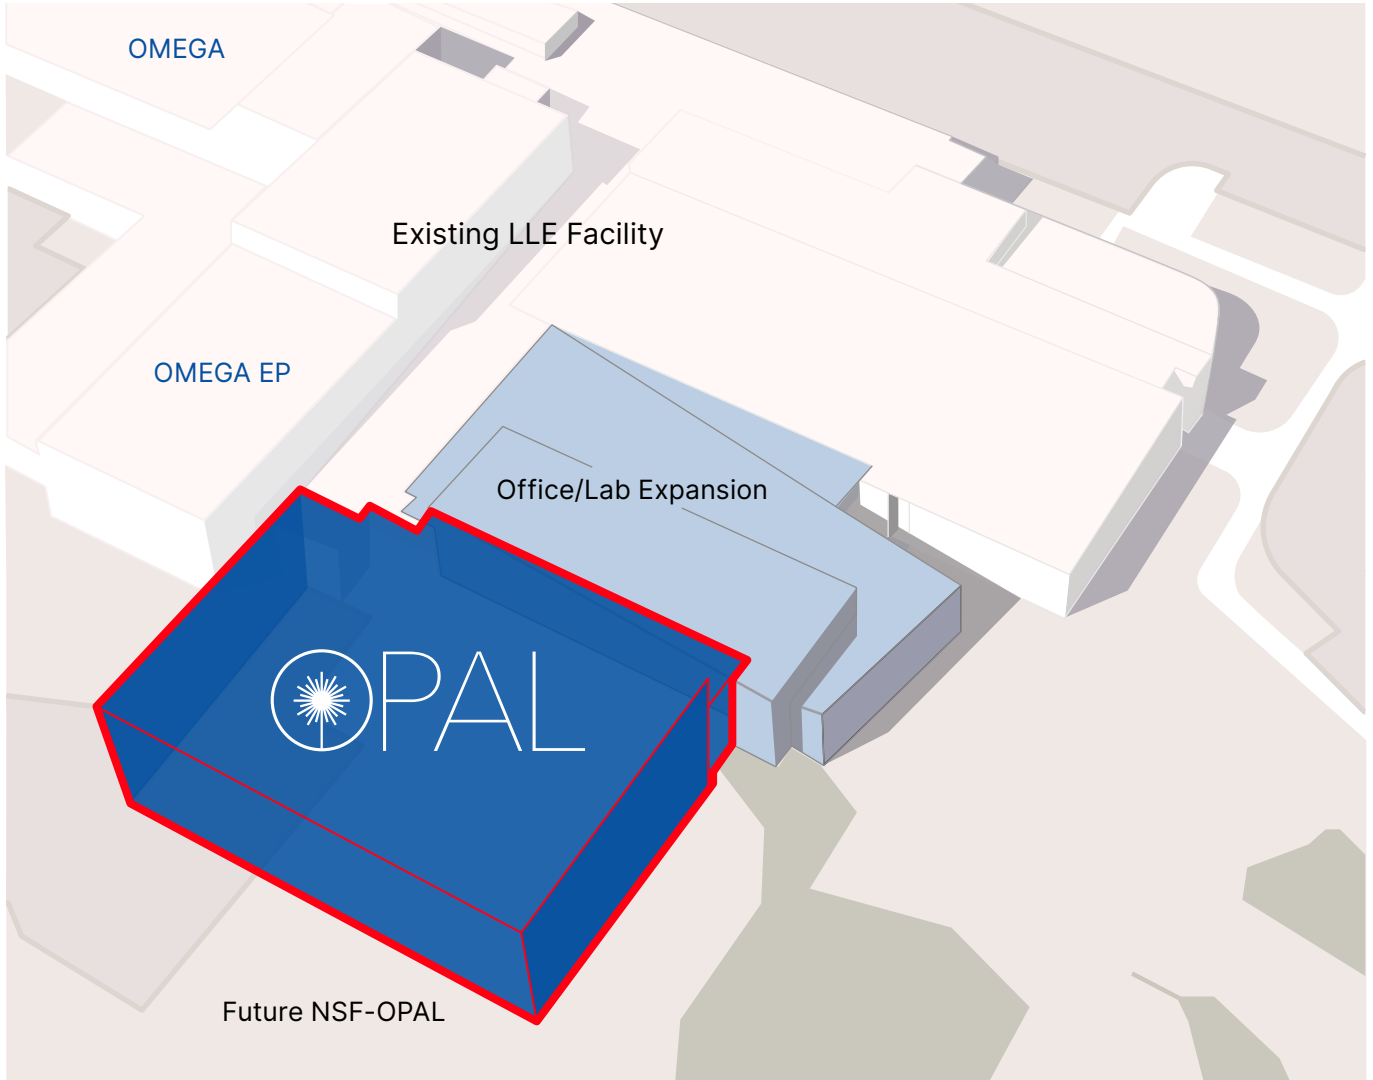 OMEGA
Existing LLE Facility
OMEGA EP
Office/Lab Expansion
OPAL
Future NSF-OPAL